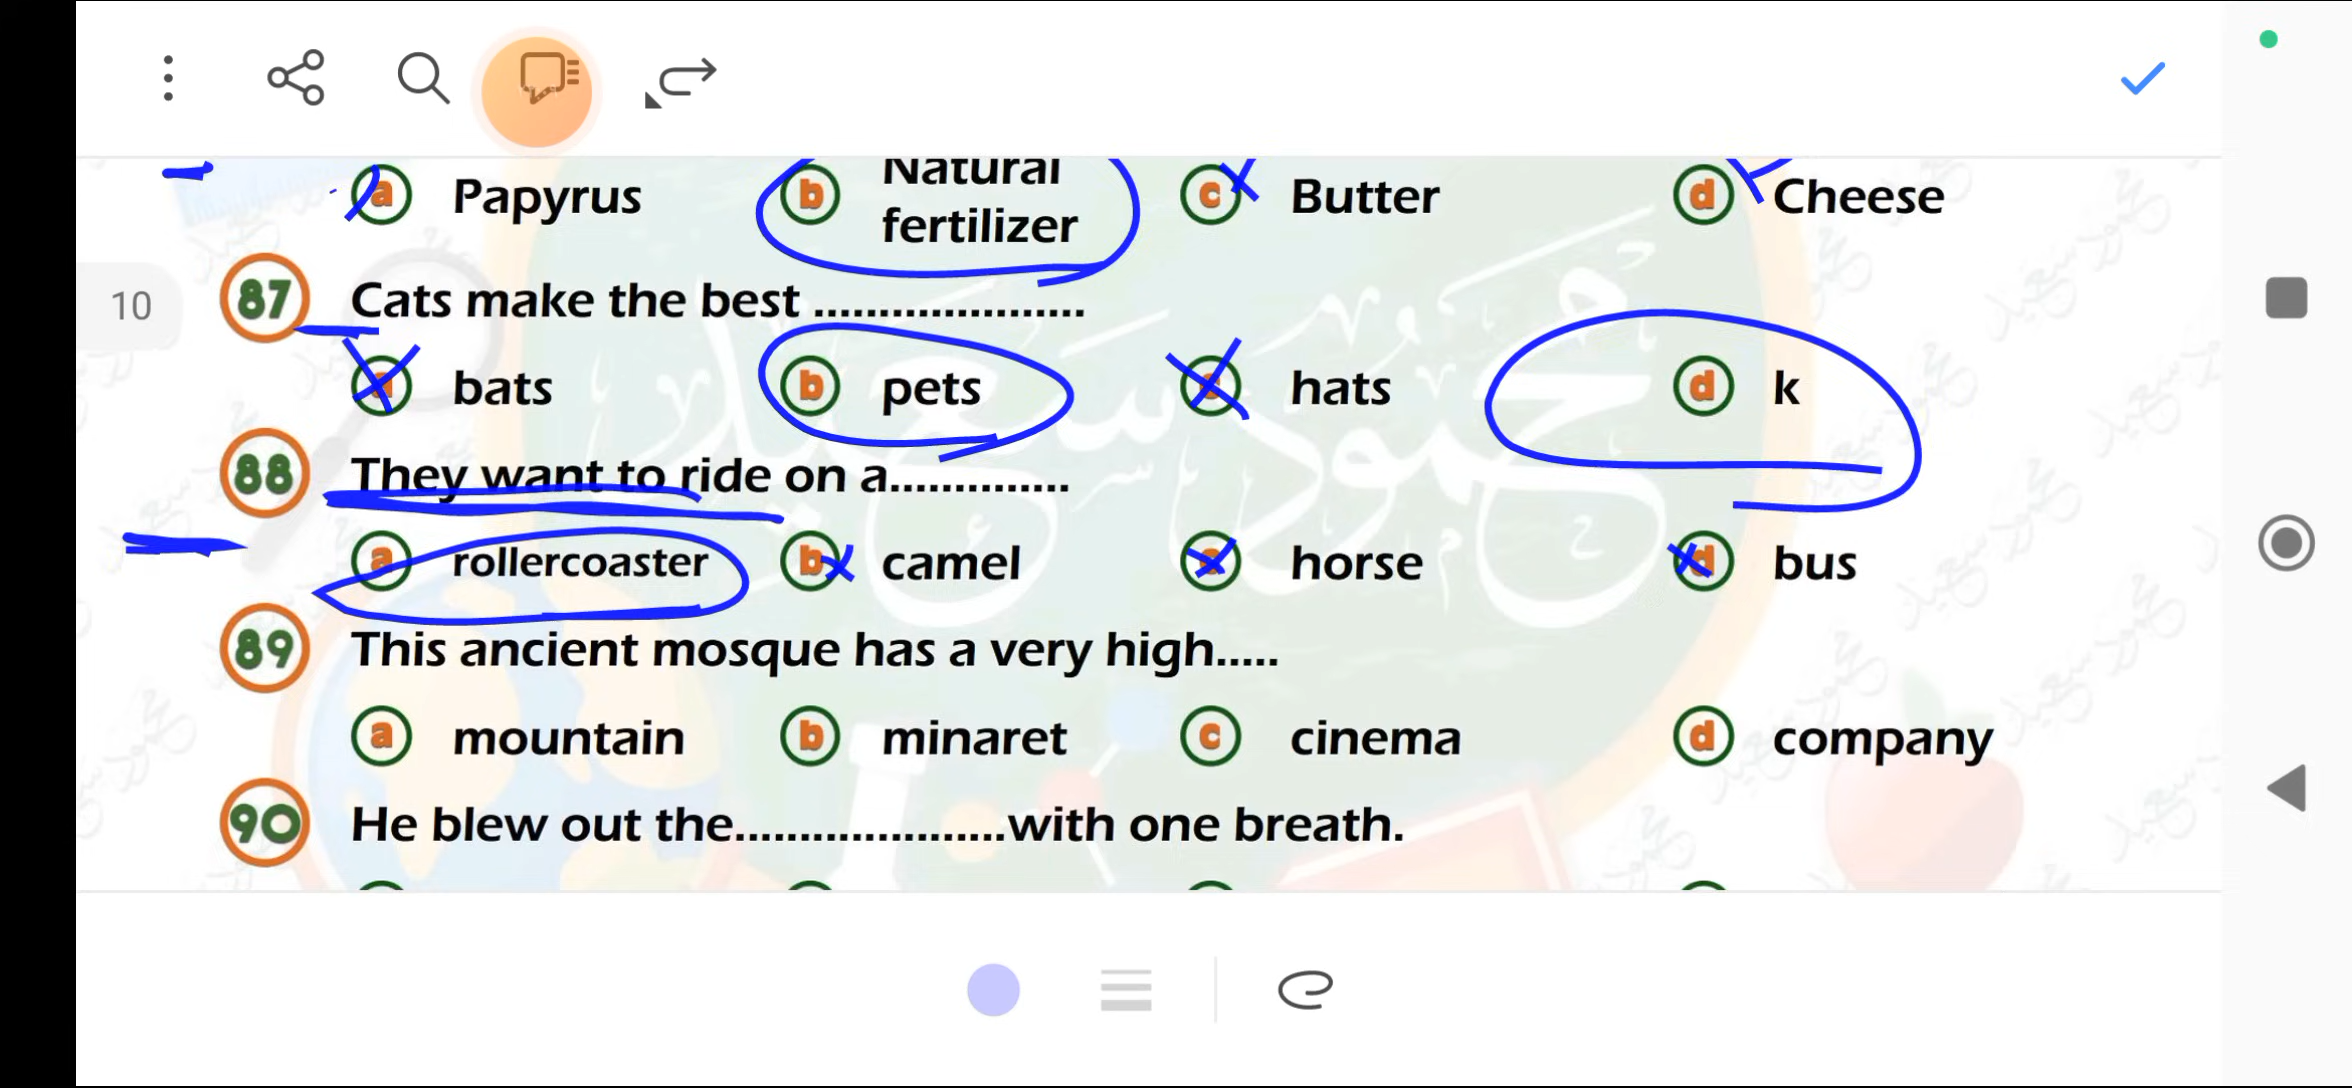 Natural
a Papyrus b fertilizer c Butter d Cheese
87 Cats make the best .....................
10
a bats b pets c hats d k
88 They want to ride on a..............
a rollercoaster b camel c horse d bus
89 This ancient mosque has a very high.....
a mountain b minaret c cinema d company
90 He blew out the.....................with one breath.
محمود سعيد